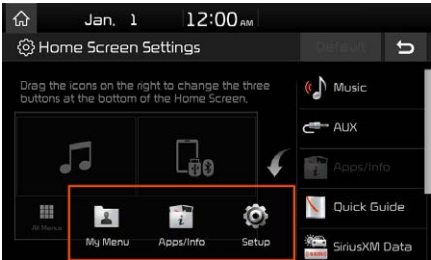 Jan. 1 12:00 AM
Home Screen Settings
Default
Drag the icons on the right to change the three
buttons at the bottom of the Home Screen.
Music
AUX
Apps/Info
Quick Guide
SiriusXM Data
All Menus
My Menu
Apps/Info
Setup